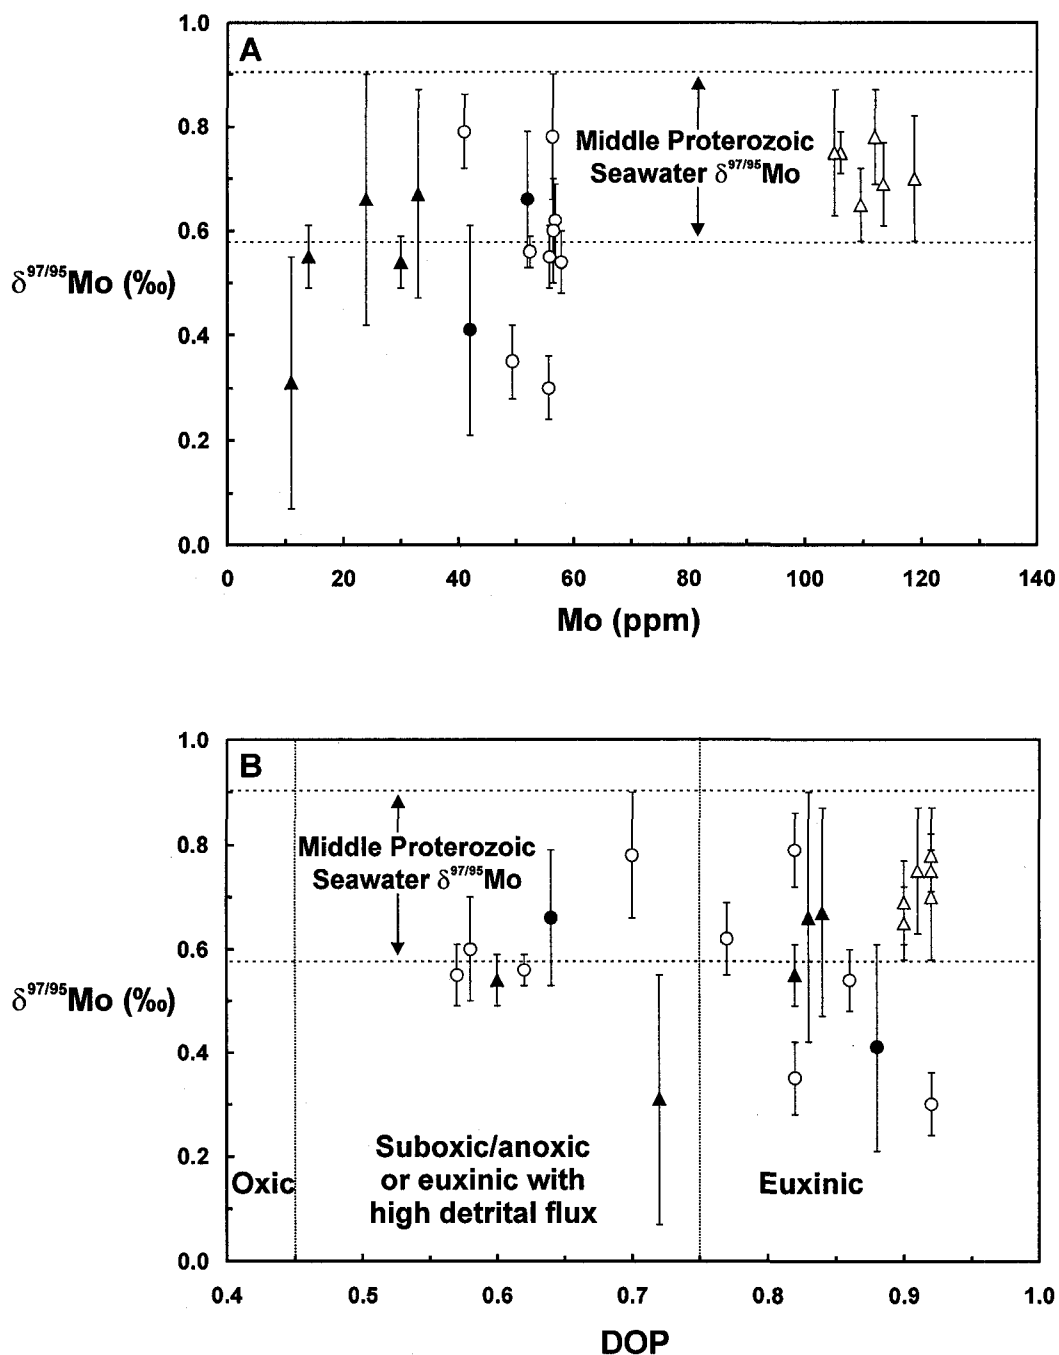 A
1.0
0.8
0.6
0.4
0.2
0.0
δ97/95Mo (‰)
Middle Proterozoic
Seawater δ97/95Mo
0 20 40 60 80 100 120 140
Mo (ppm)
B
1.0
0.8
0.6
0.4
0.2
0.0
δ97/95Mo (‰)
Middle Proterozoic
Seawater δ97/95Mo
Oxic
Suboxic/anoxic
or euxinic with
high detrital flux
Euxinic
0.4 0.5 0.6 0.7 0.8 0.9 1.0
DOP